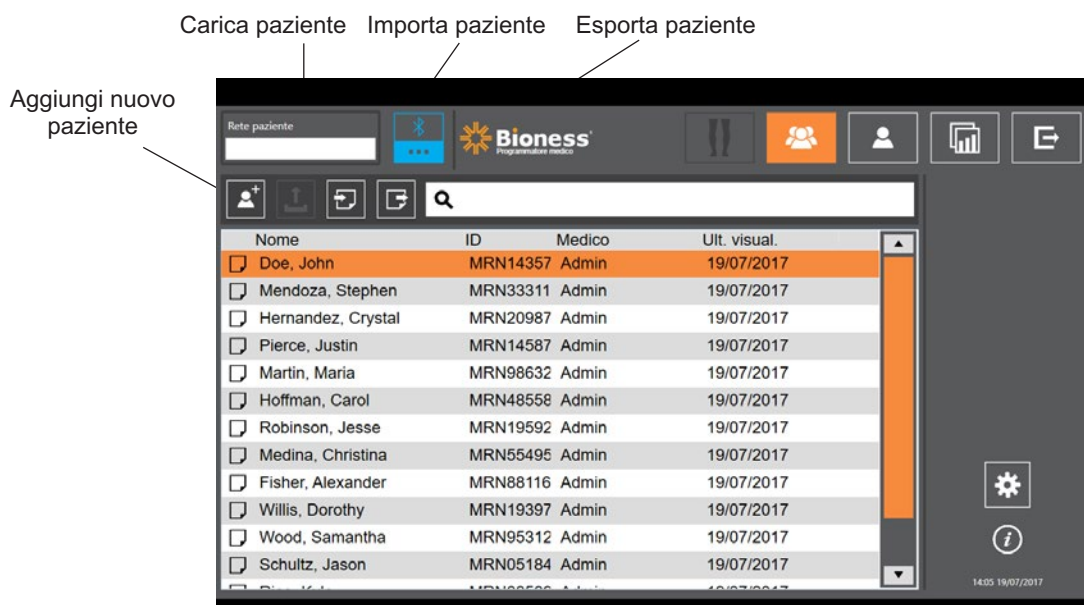 Carica paziente Importa paziente Esporta paziente
Aggiungi nuovo
paziente
Rete paziente
Bioness
Programmatore medico
Nome ID Medico Ult. visual.
Doe, John MRN14357 Admin 19/07/2017
Mendoza, Stephen MRN33311 Admin 19/07/2017
Hernandez, Crystal MRN20987 Admin 19/07/2017
Pierce, Justin MRN14587 Admin 19/07/2017
Martin, Maria MRN98632 Admin 19/07/2017
Hoffman, Carol MRN48558 Admin 19/07/2017
Robinson, Jesse MRN19592 Admin 19/07/2017
Medina, Christina MRN55495 Admin 19/07/2017
Fisher, Alexander MRN88116 Admin 19/07/2017
Willis, Dorothy MRN19397 Admin 19/07/2017
Wood, Samantha MRN95312 Admin 19/07/2017
Schultz, Jason MRN05184 Admin 19/07/2017
14:05 19/07/2017